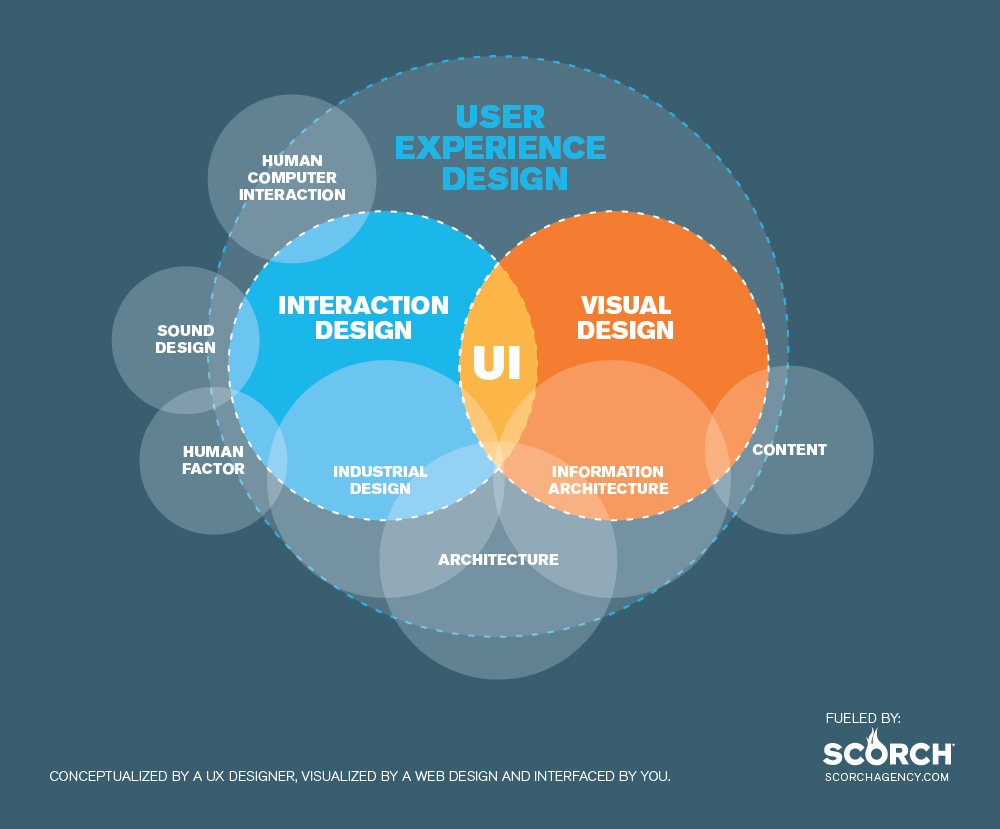 USER
EXPERIENCE
DESIGN
HUMAN
COMPUTER
INTERACTION
INTERACTION
DESIGN
VISUAL
DESIGN
UI
SOUND
DESIGN
HUMAN
FACTOR
CONTENT
INDUSTRIAL
DESIGN
INFORMATION
ARCHITECTURE
ARCHITECTURE
FUELED BY:
SCORCH
SCORCHAGENCY.COM
CONCEPTUALIZED BY A UX DESIGNER, VISUALIZED BY A WEB DESIGN AND INTERFACED BY YOU.